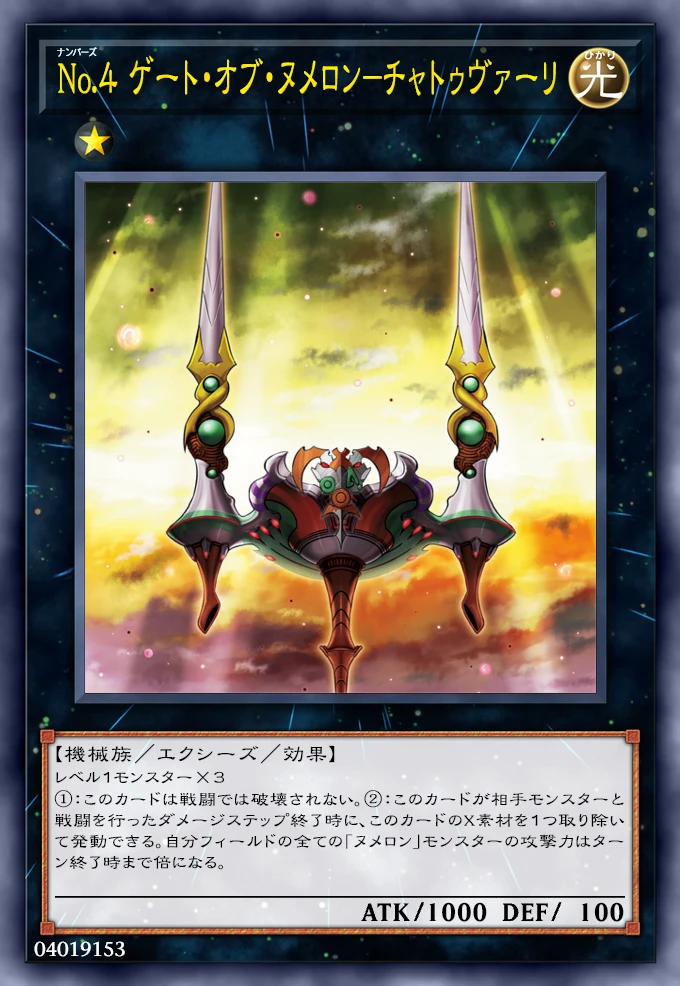 ナンバーズ
No.4 ゲート・オブ・ヌメロン－チャトゥヴァーリ
ひかり
光
【機械族／エクシーズ／効果】
レベル1モンスター×3
①：このカードは戦闘では破壊されない。②：このカードが相手モンスターと
戦闘を行ったダメージステップ終了時に、このカードのX素材を1つ取り除い
て発動できる。自分フィールドの全ての「ヌメロン」モンスターの攻撃力はター
ン終了時まで倍になる。
ATK/1000 DEF/ 100
04019153